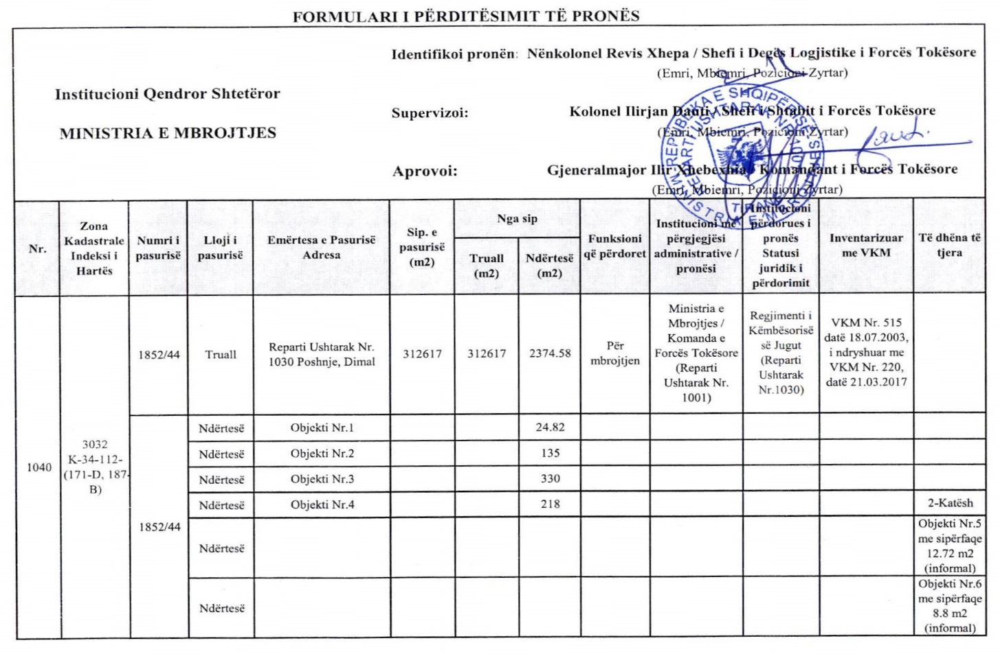 FORMULARI I PËRDITËSIMIT TË PRONËS
Institucioni Qendror Shtetëror
MINISTRIA E MBROJTJES
Identifikoi pronën: Nënkolonel Revis Xhepa / Shefi i Degës Logjistike i Forcës Tokësore
(Emri, Mbiemri, Pozicioni Zyrtar)
Supervizoi: Kolonel Ilirjan Dauti / Shefi i Shtabit i Forcës Tokësore
(Emri, Mbiemri, Pozicioni Zyrtar)
Aprovoi: Gjeneralmajor Ilir Xhebexhia / Komandant i Forcës Tokësore
(Emri, Mbiemri, Pozicioni Zyrtar)
REPUBLIKA E SHQIPËRISË
MINISTRIA E MBROJTJES
REPARTI USHTARAK NR.
Nr.
Zona
Kadastrale
Indeksi i
Hartës
Numri i
pasurisë
Lloji i
pasurisë
Emërtesa e Pasurisë
Adresa
Sip. e
pasurisë
(m2)
Nga sip
Truall
(m2)
Ndërtesë
(m2)
Funksioni
që përdoret
Institucioni me
përgjegjësi
administrative /
pronësi
Institucioni
përdorues i
pronës
Statusi
juridik i
përdorimit
Inventarizuar
me VKM
Të dhëna të
tjera
1040
3032
K-34-112-
(171-D, 187-
B)
1852/44
Truall
Reparti Ushtarak Nr.
1030 Poshnje, Dimal
312617
312617
2374.58
Për
mbrojtjen
Ministria e
Mbrojtjes /
Komanda e
Forcës Tokësore
(Reparti
Ushtarak Nr.
1001)
Regjimenti i
Këmbësorisë
së Jugut
(Reparti
Ushtarak
Nr.1030)
VKM Nr. 515
datë 18.07.2003,
i ndryshuar me
VKM Nr. 220,
datë 21.03.2017
1852/44
Ndërtesë Objekti Nr.1 24.82
Ndërtesë Objekti Nr.2 135
Ndërtesë Objekti Nr.3 330
Ndërtesë Objekti Nr.4 218 2-Katësh
Ndërtesë
Objekti Nr.5
me sipërfaqe
12.72 m2
(informal)
Ndërtesë
Objekti Nr.6
me sipërfaqe
8.8 m2
(informal)